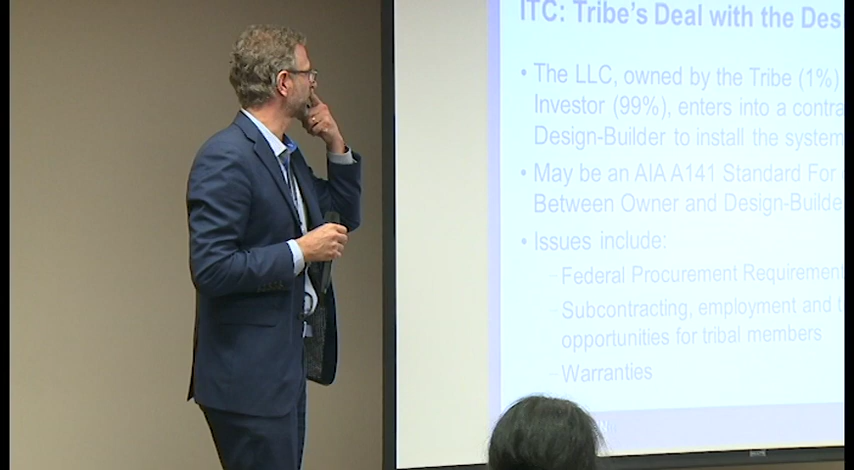 ITC: Tribe's Deal with the Des
• The LLC, owned by the Tribe (1%)
Investor (99%), enters into a contra
Design-Builder to install the system
• May be an AIA A141 Standard For
Between Owner and Design-Builde
• Issues include:
–Federal Procurement Requirement
–Subcontracting, employment and t
opportunities for tribal members
–Warranties